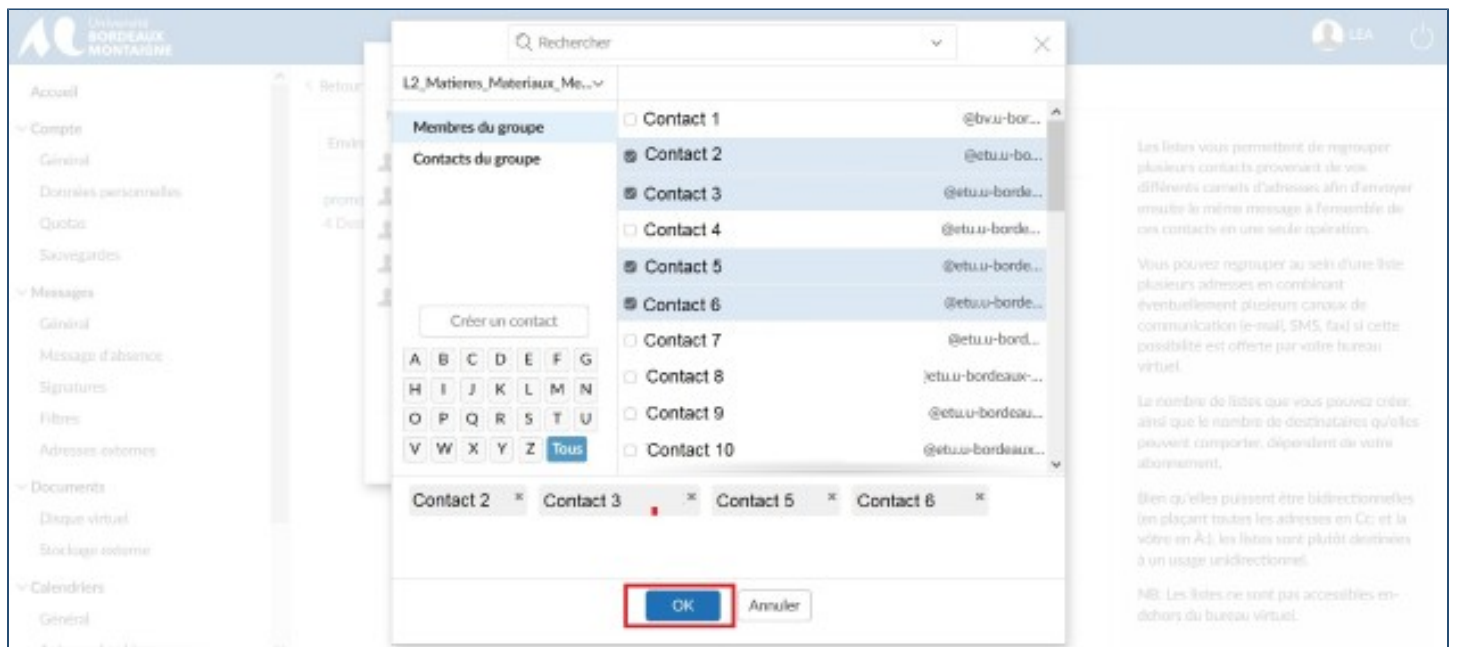 Université
BORDEAUX
MONTAIGNE
LEA
Rechercher
< Retour
L2_Matieres_Materiaux_Me...
Membres du groupe
Contacts du groupe
Créer un contact
A B C D E F G
H I J K L M N
O P Q R S T U
V W X Y Z Tous
Contact 1 @bv.u-bor...
Contact 2 @etu.u-bo...
Contact 3 @etu.u-borde...
Contact 4 @etu.u-borde...
Contact 5 @etu.u-borde...
Contact 6 @etu.u-borde...
Contact 7 @etu.u-bord...
Contact 8 )etu.u-bordeaux-...
Contact 9 @etu.u-bordeau...
Contact 10 @etu.u-bordeaux...
Contact 2 × Contact 3 × Contact 5 × Contact 6 ×
OK Annuler
Accueil
Compte
Général
Données personnelles
Quotas
Sauvegardes
Messages
Général
Message d'absence
Signatures
Filtres
Adresses externes
Documents
Disque virtuel
Stockage externe
Calendriers
Général
Les listes vous permettent de regrouper
plusieurs contacts provenant de vos
différents carnets d'adresses afin d'envoyer
ensuite le même message à l'ensemble de
ces contacts en une seule opération.
Vous pouvez regrouper au sein d'une liste
plusieurs adresses en combinant
éventuellement plusieurs canaux de
communication (e-mail, SMS, fax) si cette
possibilité est offerte par votre bureau
virtuel.
Le nombre de listes que vous pouvez créer,
ainsi que le nombre de destinataires qu'elles
peuvent comporter, dépendent de votre
abonnement.
Bien qu'elles puissent être bidirectionnelles
(en plaçant toutes les adresses en Cc: et la
vôtre en À:), les listes sont plutôt destinées
à un usage unidirectionnel.
NB: Les listes ne sont pas accessibles en-
dehors du bureau virtuel.